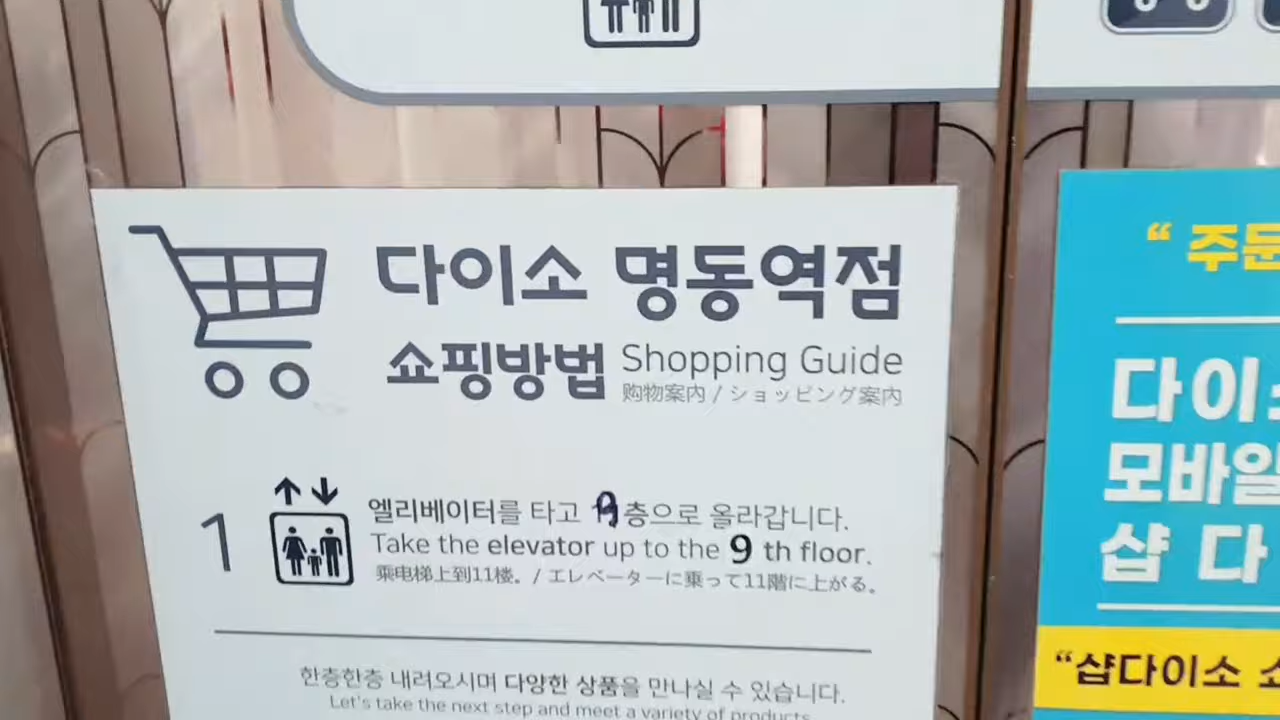 다이소 명동역점
쇼핑방법 Shopping Guide
购物案内 / ショッピング案内
1
엘리베이터를 타고 9층으로 올라갑니다.
Take the elevator up to the 9 th floor.
乘电梯上到11楼。/ エレベーターに乗って11階に上がる。
한층한층 내려오시며 다양한 상품을 만나실 수 있습니다.
Let's take the next step and meet a variety of products
“ 주문
다이소
모바일
샵 다
“샵다이소